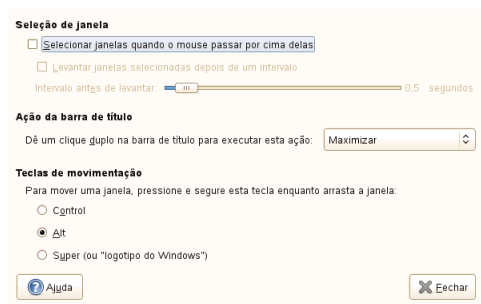 Seleção de janela
Selecionar janelas quando o mouse passar por cima delas
Levantar janelas selecionadas depois de um intervalo
Intervalo antes de levantar: 0,5 segundos
Ação da barra de título
Dê um clique duplo na barra de título para executar esta ação: Maximizar
Teclas de movimentação
Para mover uma janela, pressione e segure esta tecla enquanto arrasta a janela:
Control
Alt
Super (ou "logotipo do Windows")
Ajuda Fechar